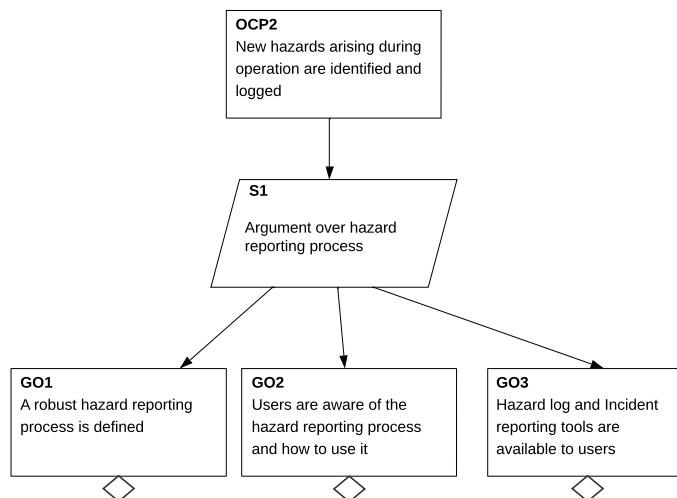 OCP2
New hazards arising during
operation are identified and
logged
S1
Argument over hazard
reporting process
GO1
A robust hazard reporting
process is defined
GO2
Users are aware of the
hazard reporting process
and how to use it
GO3
Hazard log and Incident
reporting tools are
available to users